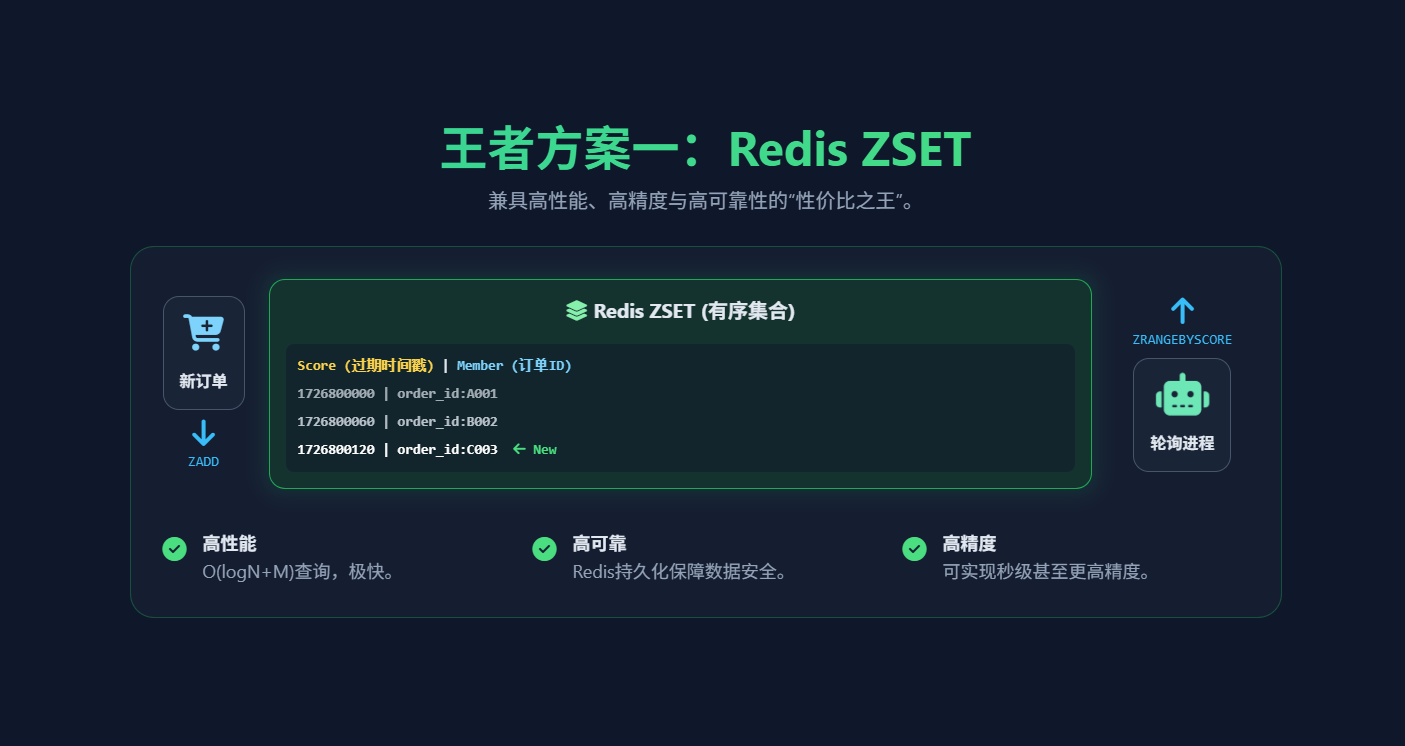 王者方案一：Redis ZSET
兼具高性能、高精度与高可靠性的“性价比之王”。
新订单
ZADD
Redis ZSET (有序集合)
Score (过期时间戳) | Member (订单ID)
1726800000 | order_id:A001
1726800060 | order_id:B002
1726800120 | order_id:C003 ← New
ZRANGEBYSCORE
轮询进程
高性能
O(logN+M)查询，极快。
高可靠
Redis持久化保障数据安全。
高精度
可实现秒级甚至更高精度。